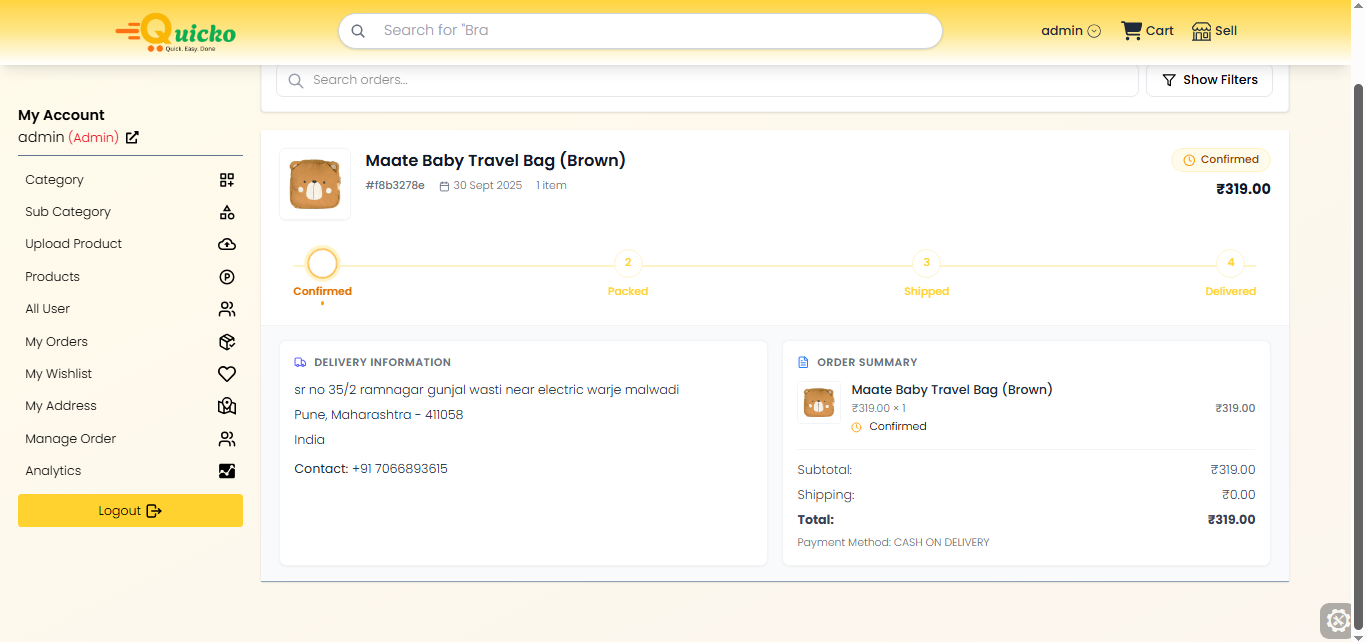 Quicko
Quick. Easy. Done
Search for "Bra
admin
Cart
Sell
Search orders...
Show Filters
My Account
admin (Admin)
Category
Sub Category
Upload Product
Products
All User
My Orders
My Wishlist
My Address
Manage Order
Analytics
Logout
Maate Baby Travel Bag (Brown)
Confirmed
#f8b3278e 30 Sept 2025 1 item
₹319.00
2 3 4
Confirmed Packed Shipped Delivered
DELIVERY INFORMATION
sr no 35/2 ramnagar gunjal wasti near electric warje malwadi
Pune, Maharashtra - 411058
India
Contact: +91 7066893615
ORDER SUMMARY
Maate Baby Travel Bag (Brown)
₹319.00 × 1 ₹319.00
Confirmed
Subtotal: ₹319.00
Shipping: ₹0.00
Total: ₹319.00
Payment Method: CASH ON DELIVERY